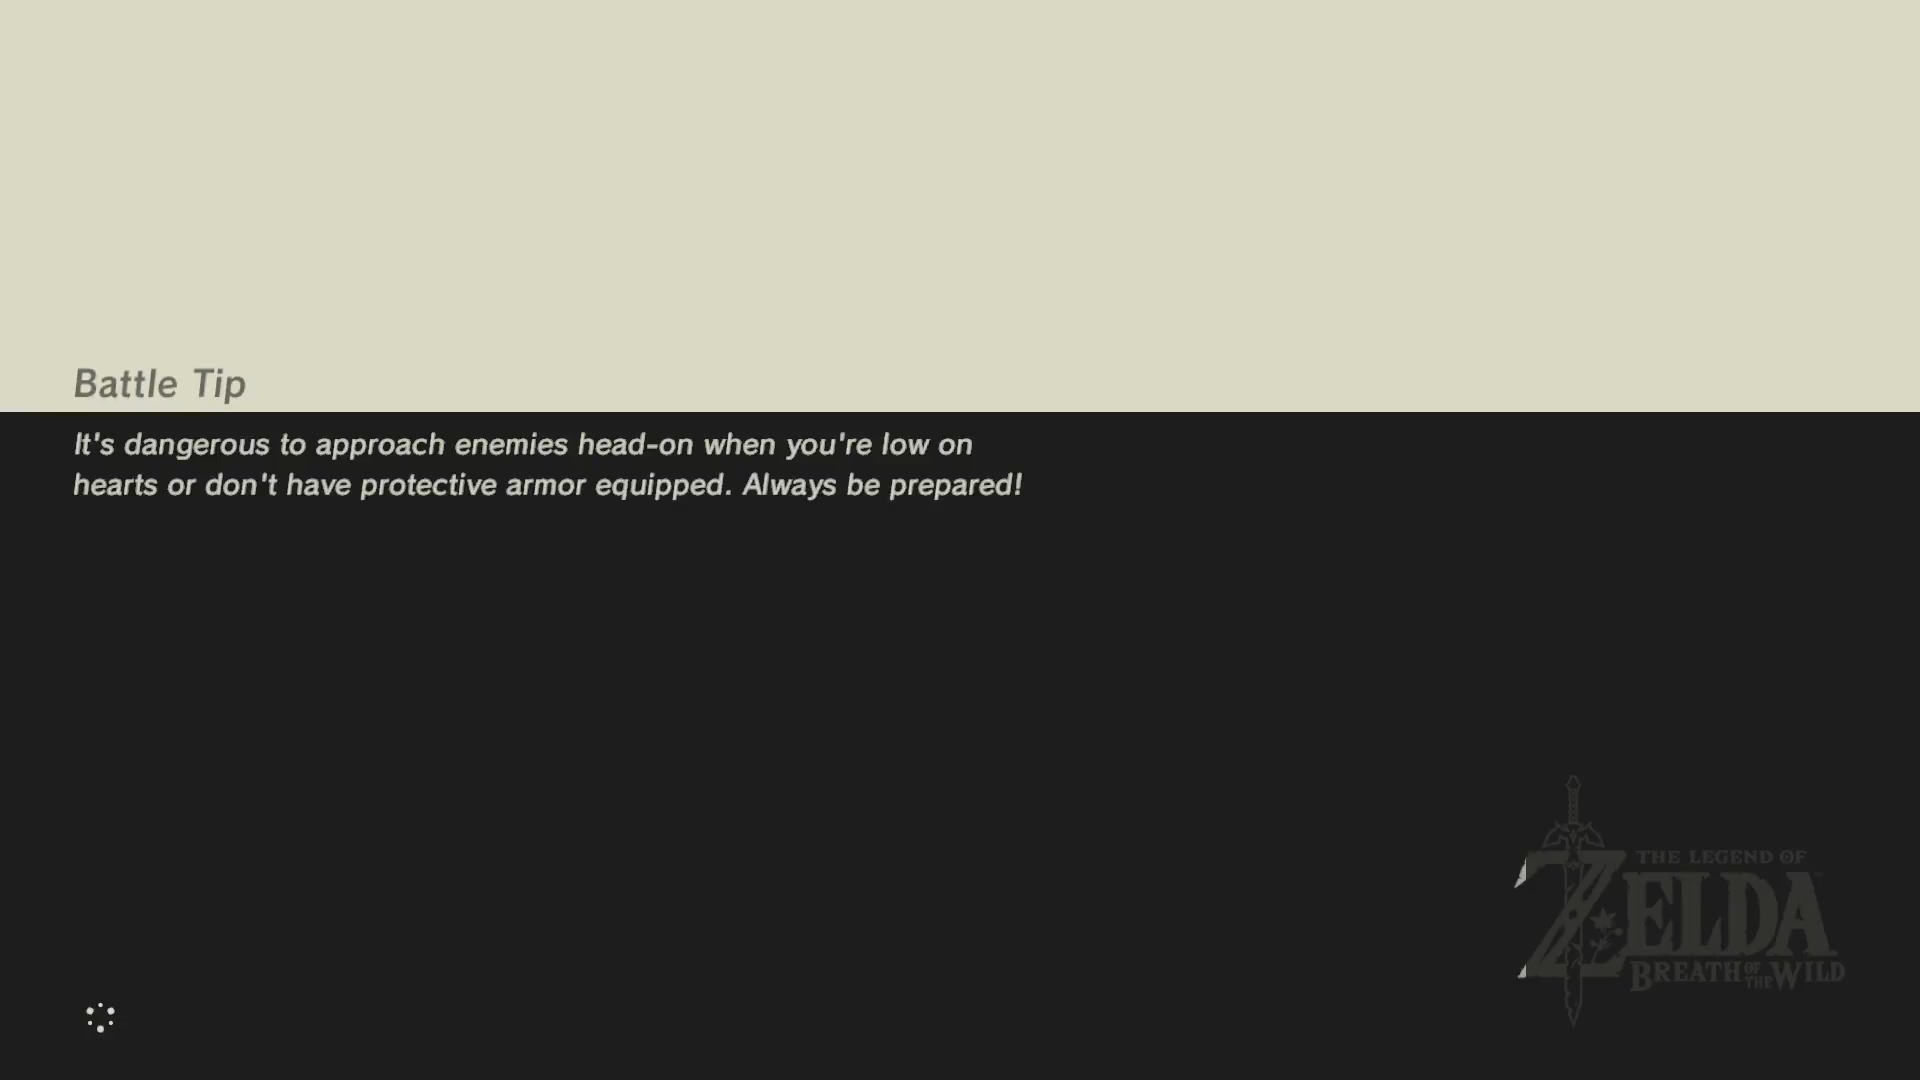 Battle Tip
It's dangerous to approach enemies head-on when you're low on
hearts or don't have protective armor equipped. Always be prepared!
THE LEGEND OF
ZELDA
BREATH OF THE WILD